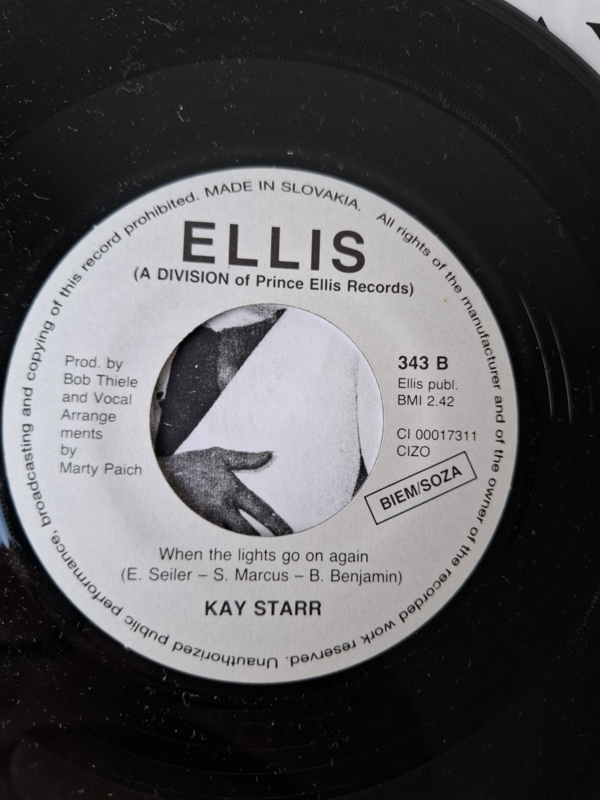 Unauthorized public performance, broadcasting and copying of this record prohibited. MADE IN SLOVAKIA. All rights of the manufacturer and of the owner of the recorded work reserved.
ELLIS
(A DIVISION of Prince Ellis Records)
Prod. by
Bob Thiele
and Vocal
Arrange
ments
by
Marty Paich
343 B
Ellis publ.
BMI 2.42
CI 00017311
CIZO
BIEM/SOZA
When the lights go on again
(E. Seiler – S. Marcus – B. Benjamin)
KAY STARR